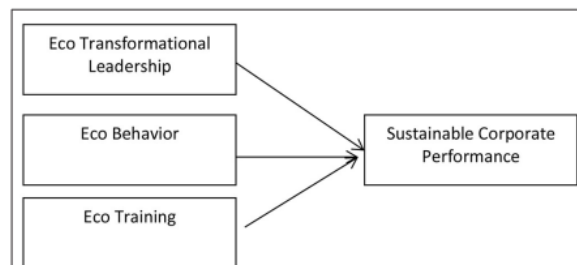 Eco Transformational
Leadership
Eco Behavior
Sustainable Corporate
Performance
Eco Training